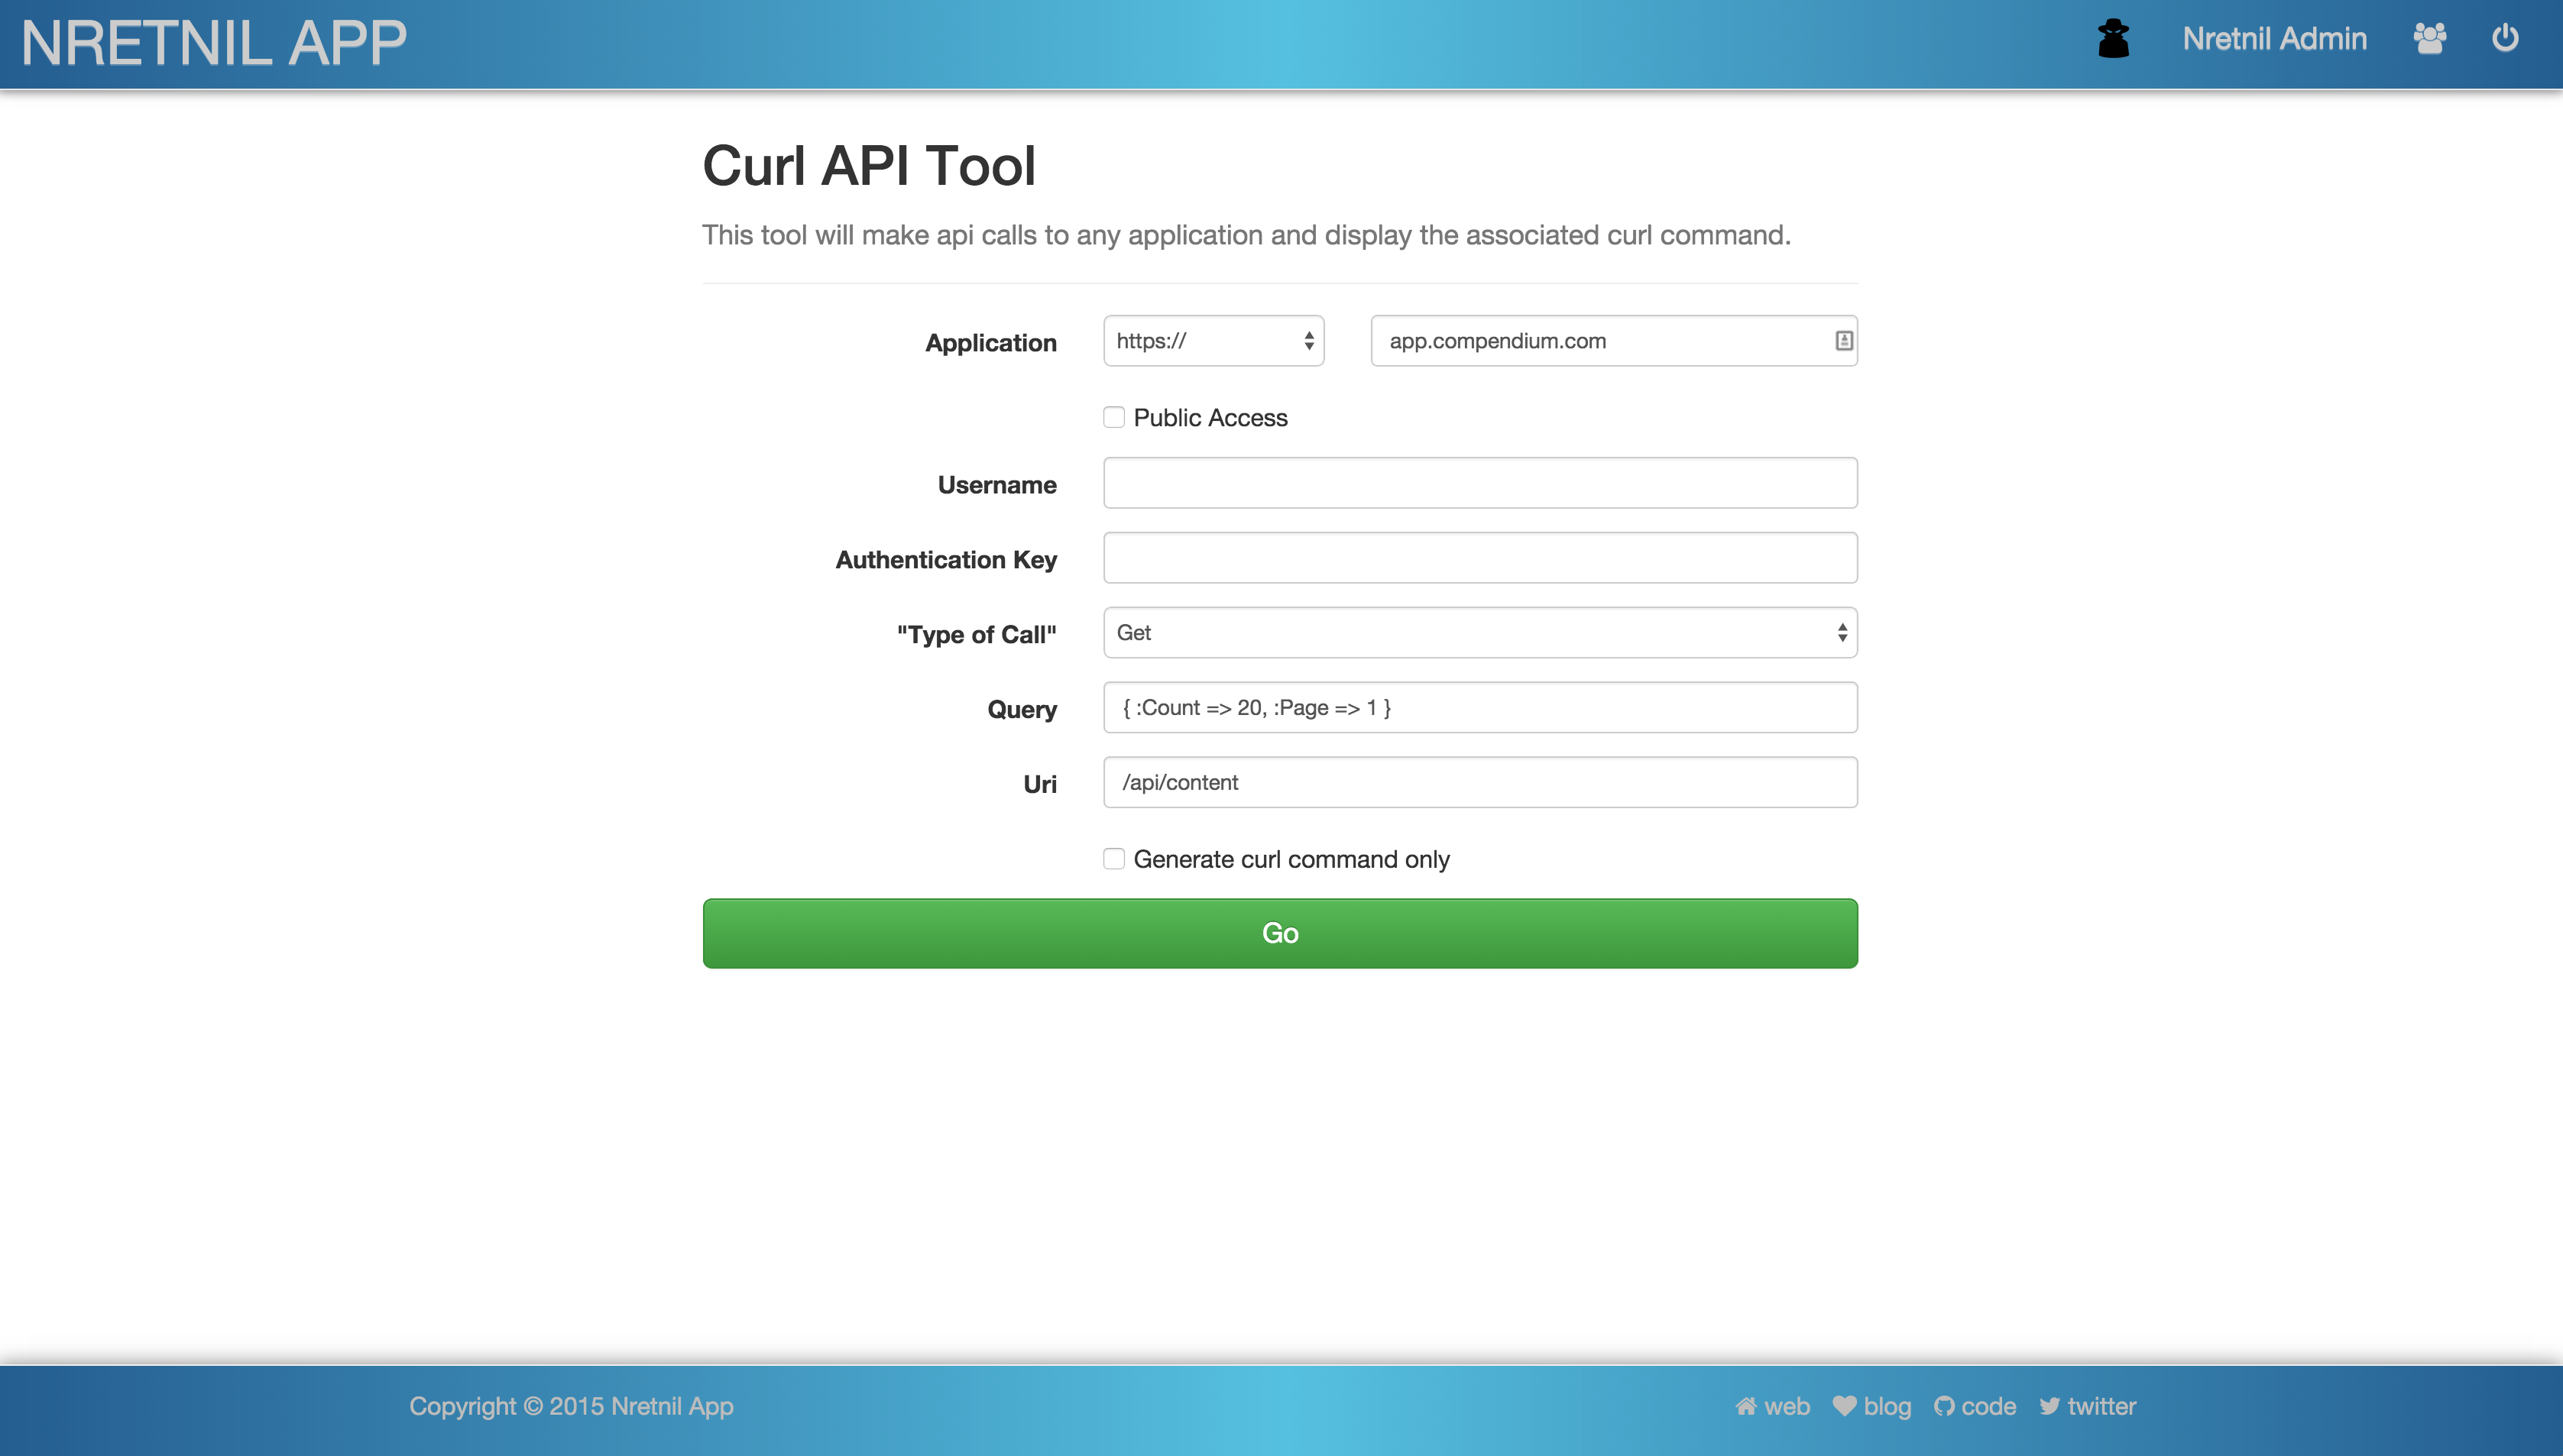 NRETNIL APP
Nretnil Admin
Curl API Tool
This tool will make api calls to any application and display the associated curl command.
Application
https://
app.compendium.com
Public Access
Username
Authentication Key
"Type of Call"
Get
Query
{ :Count => 20, :Page => 1 }
Uri
/api/content
Generate curl command only
Go
Copyright © 2015 Nretnil App
web blog code twitter